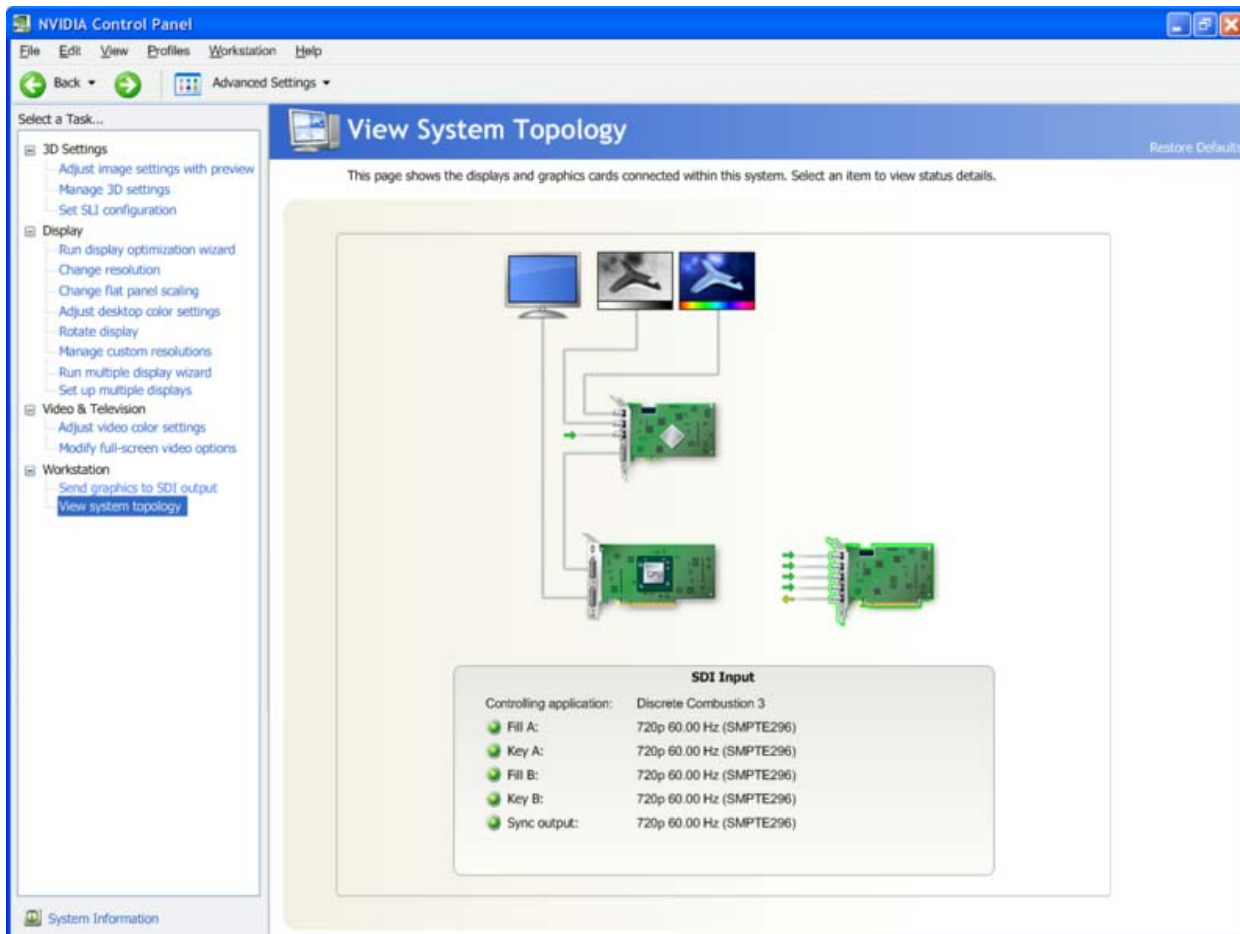 NVIDIA Control Panel
File Edit View Profiles Workstation Help
Back Advanced Settings
Select a Task...
3D Settings
Adjust image settings with preview
Manage 3D settings
Set SLI configuration
Display
Run display optimization wizard
Change resolution
Change flat panel scaling
Adjust desktop color settings
Rotate display
Manage custom resolutions
Run multiple display wizard
Set up multiple displays
Video & Television
Adjust video color settings
Modify full-screen video options
Workstation
Send graphics to SDI output
View system topology
System Information
View System Topology
Restore Defaults
This page shows the displays and graphics cards connected within this system. Select an item to view status details.
GPU
SDI Input
Controlling application: Discrete Combustion 3
Fill A: 720p 60.00 Hz (SMPTE296)
Key A: 720p 60.00 Hz (SMPTE296)
Fill B: 720p 60.00 Hz (SMPTE296)
Key B: 720p 60.00 Hz (SMPTE296)
Sync output: 720p 60.00 Hz (SMPTE296)